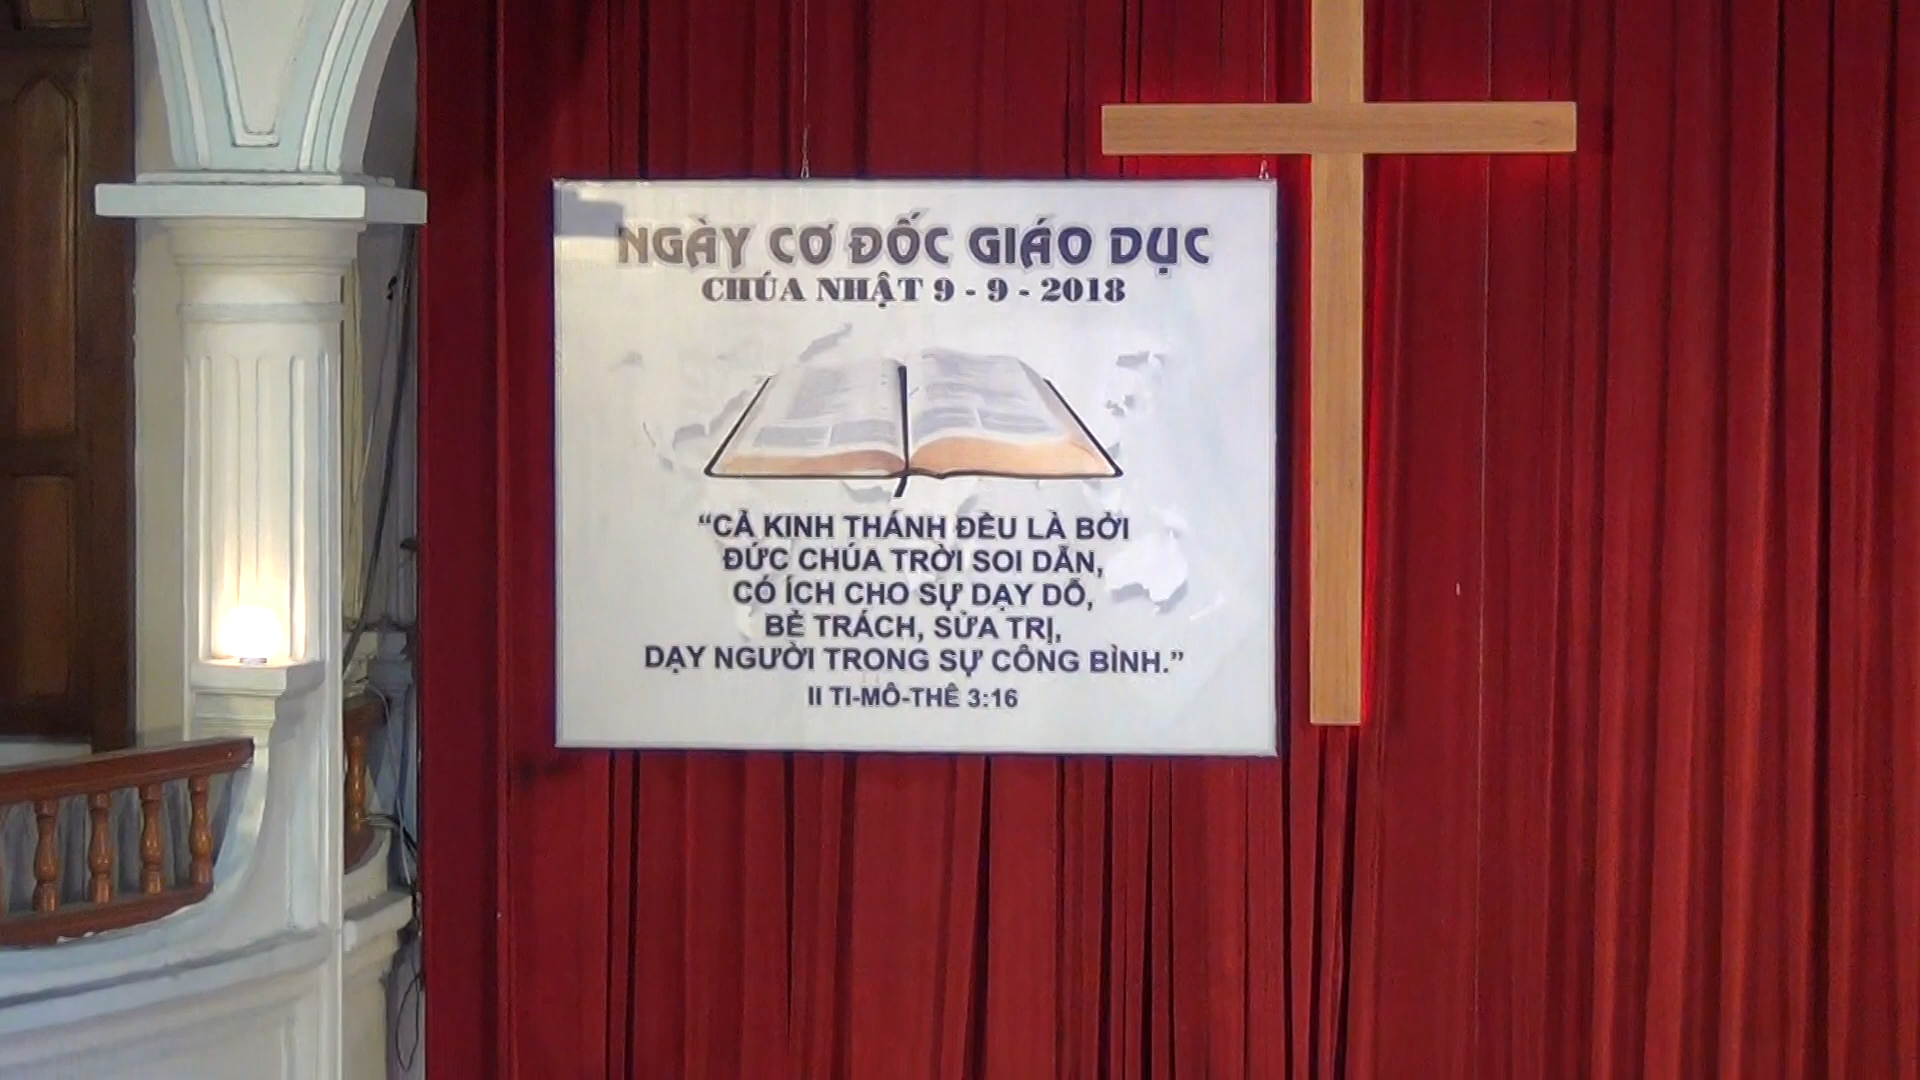 NGÀY CƠ ĐỐC GIÁO DỤC
CHÚA NHẬT 9 - 9 - 2018
“CẢ KINH THÁNH ĐỀU LÀ BỞI
ĐỨC CHÚA TRỜI SOI DẪN,
CÓ ÍCH CHO SỰ DẠY DỖ,
BẺ TRÁCH, SỬA TRỊ,
DẠY NGƯỜI TRONG SỰ CÔNG BÌNH.”
II TI-MÔ-THÊ 3:16